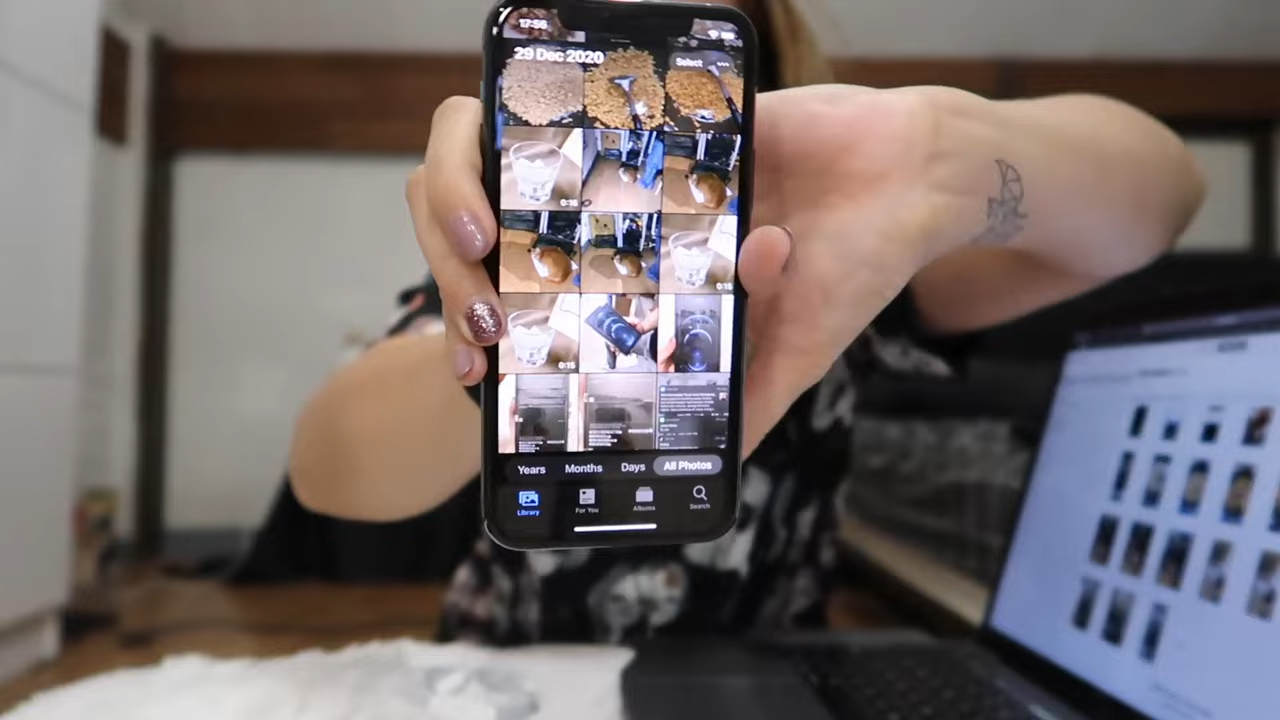 17:56
29 Dec 2020
Select
0:16
0:15
0:15
Years Months Days All Photos
Library For You Albums Search